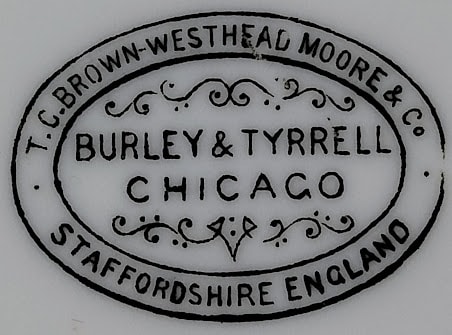 T. C. BROWN-WESTHEAD MOORE & Co
BURLEY & TYRRELL
CHICAGO
STAFFORDSHIRE ENGLAND